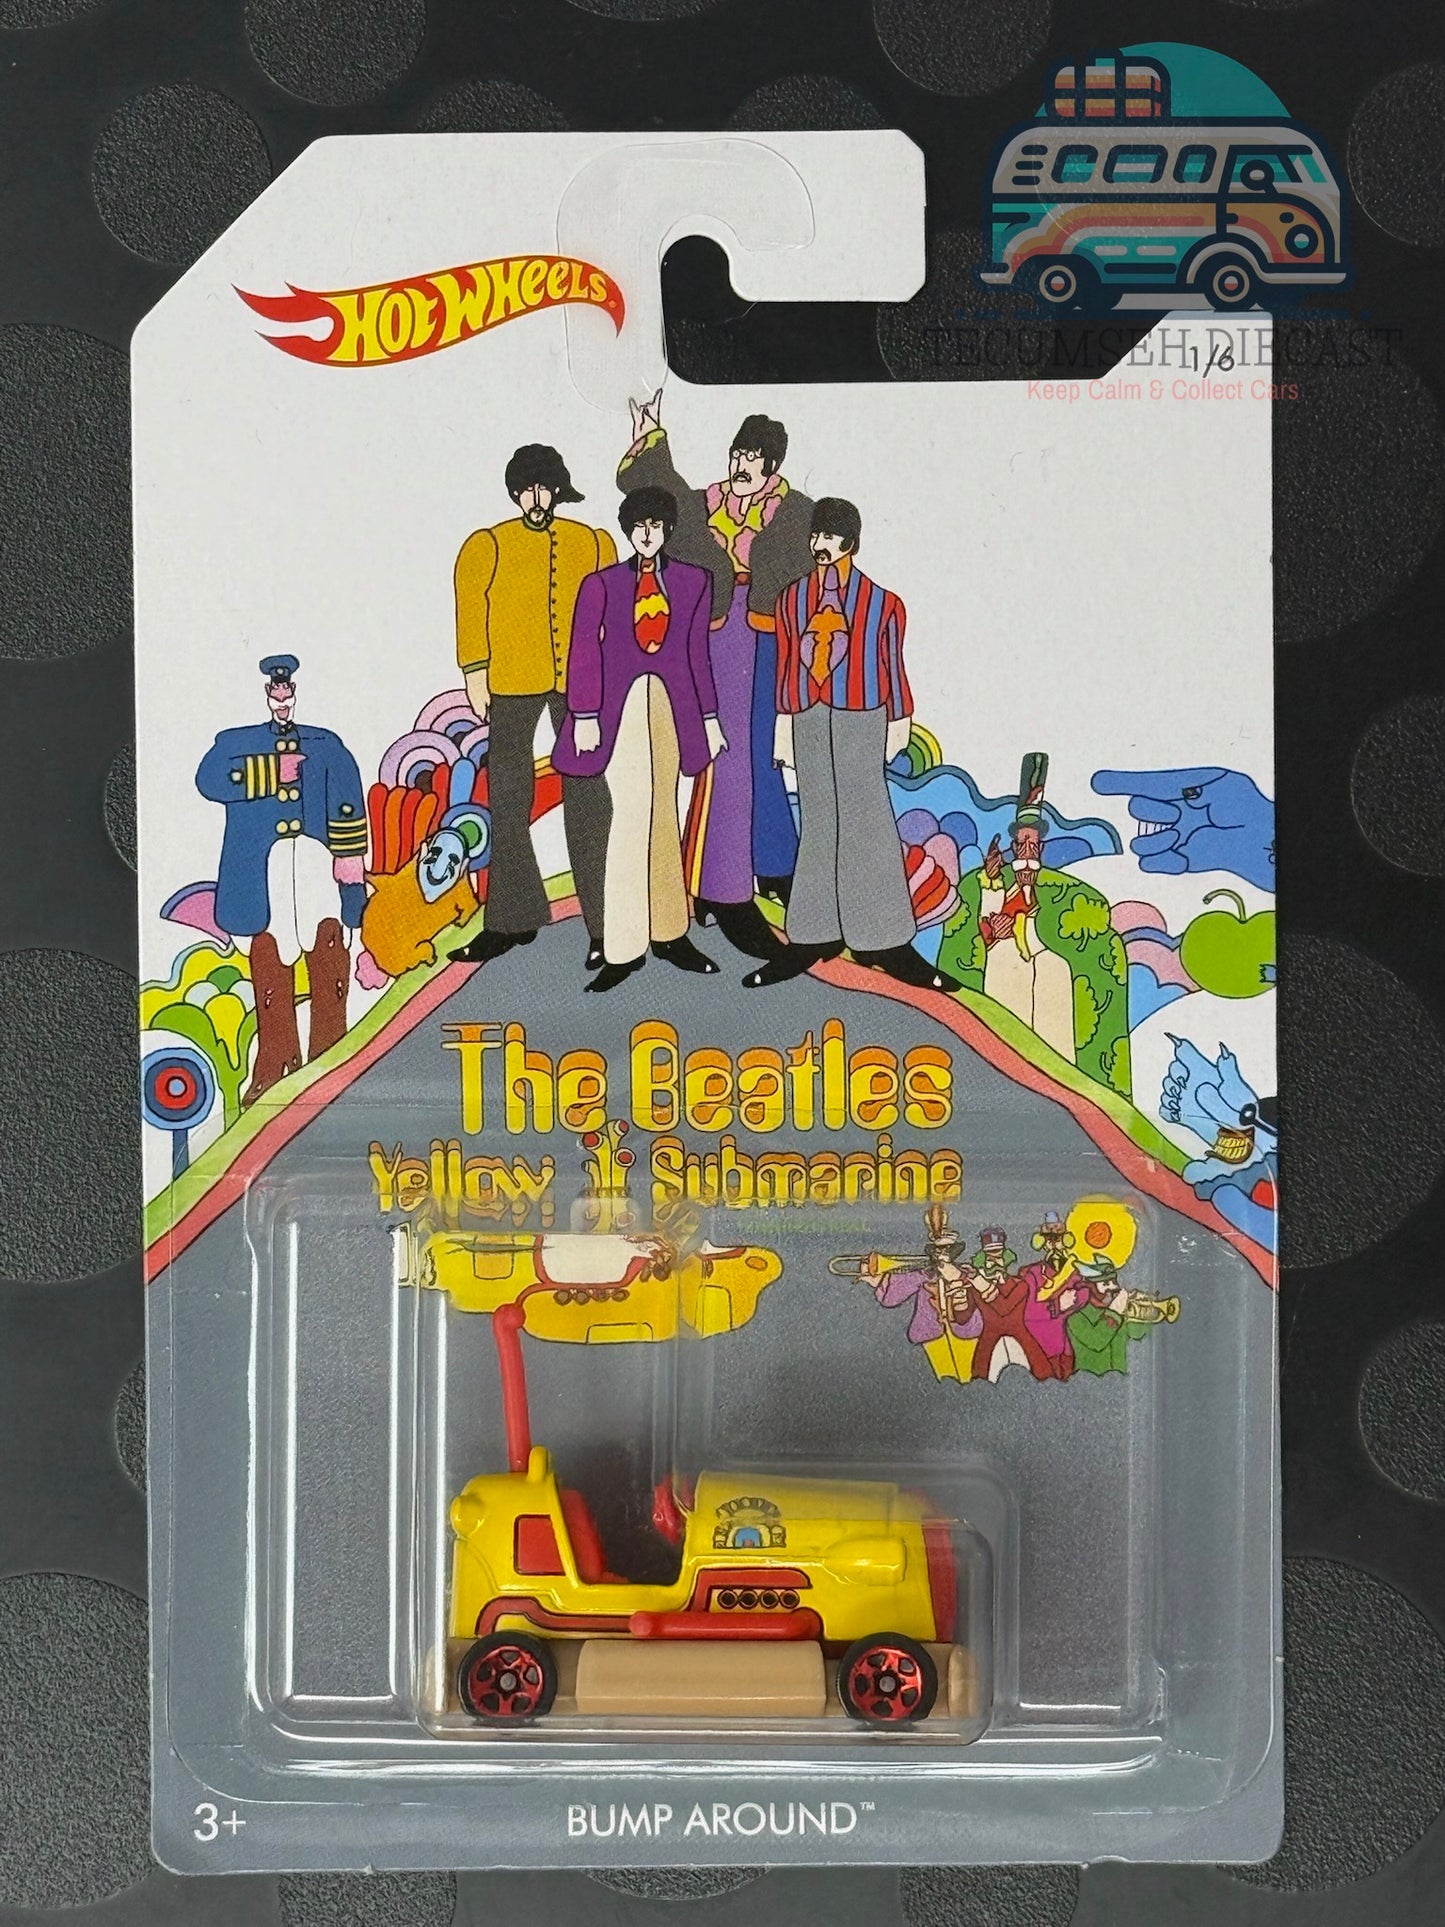 HOT WHEELS
TECUMSEH DIECAST
1/6
Keep Calm & Collect Cars
The Beatles
Yellow Submarine
3+
BUMP AROUND™